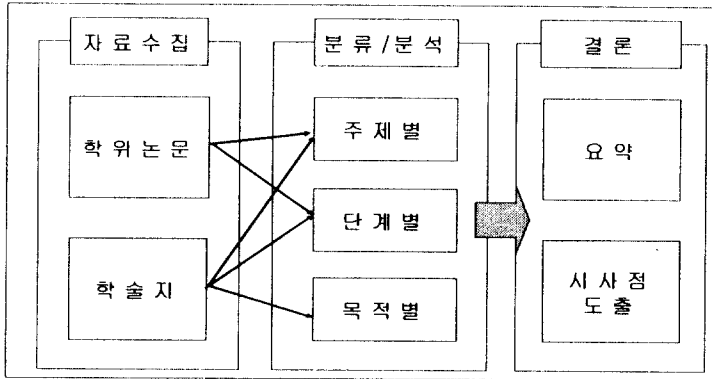 자료수집
학위논문
학술지
분류/분석
주제별
단계별
목적별
결론
요약
시사점
도출